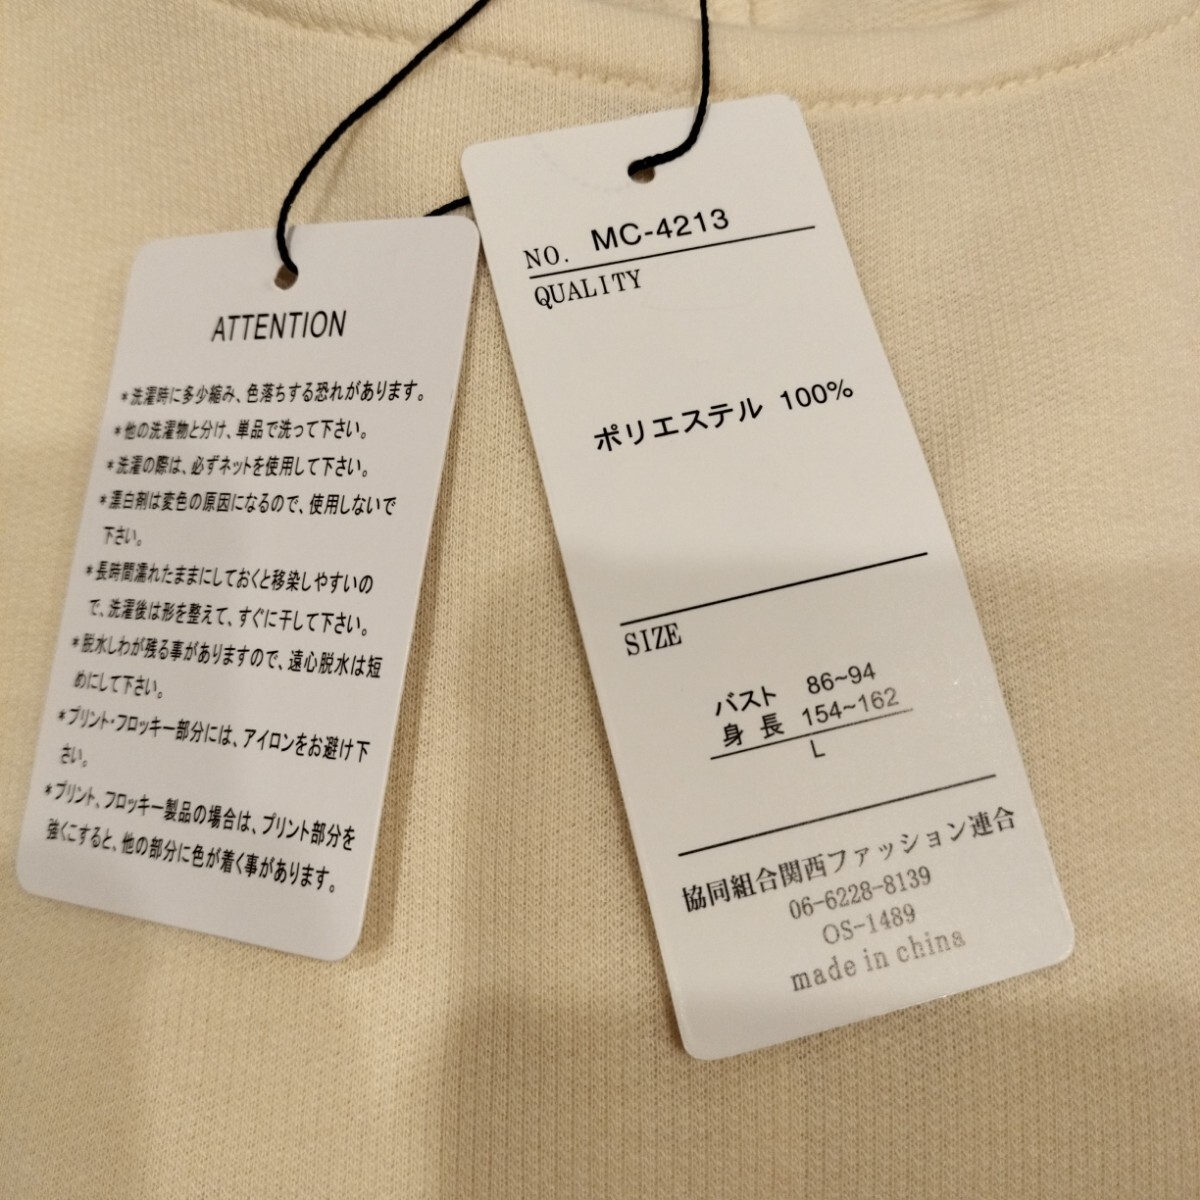 ATTENTION
*洗濯時に多少縮み、色落ちする恐れがあります。
*他の洗濯物と分け、単品で洗って下さい。
*洗濯の際は、必ずネットを使用して下さい。
*漂白剤は変色の原因になるので、使用しないで
下さい。
*長時間濡れたままにしておくと移染しやすいの
で、洗濯後は形を整えて、すぐに干して下さい。
*脱水しわが残る事がありますので、遠心脱水は短
めにして下さい。
*プリント・フロッキー部分には、アイロンをお避け下
さい。
*プリント、フロッキー製品の場合は、プリント部分を
強くこすると、他の部分に色が着く事があります。
NO. MC-4213
QUALITY
ポリエステル 100%
SIZE
バスト 86~94
身長 154~162
L
協同組合関西ファッション連合
06-6228-8139
OS-1489
made in china